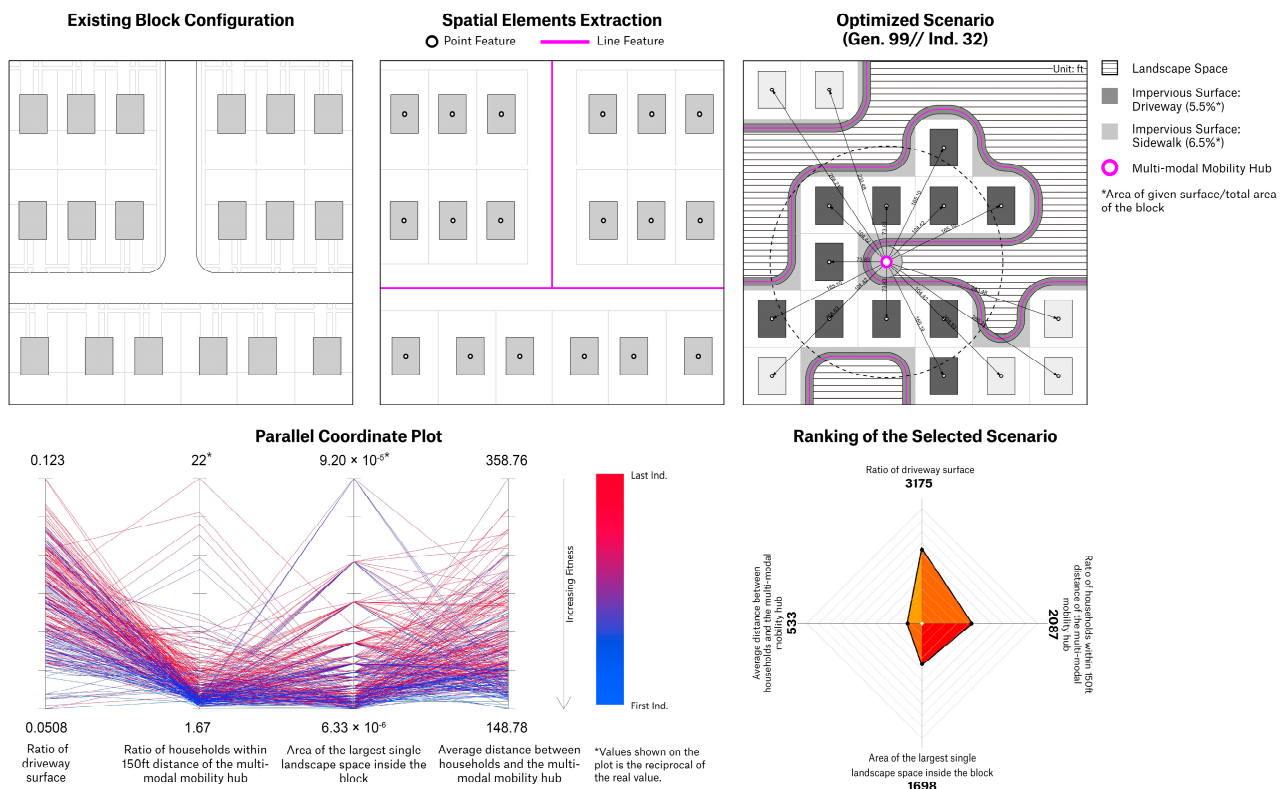 Existing Block Configuration
Spatial Elements Extraction
Point Feature
Line Feature
Optimized Scenario
(Gen. 99// Ind. 32)
Unit: ft
Landscape Space
Impervious Surface:
Driveway (5.5%*)
Impervious Surface:
Sidewalk (6.5%*)
Multi-modal Mobility Hub
*Area of given surface/total area
of the block
Parallel Coordinate Plot
0.123
22*
9.20 × 10-5*
358.76
Increasing Fitness
Last Ind.
First Ind.
0.0508
1.67
6.33 × 10-6
148.78
Ratio of
driveway
surface
Ratio of households within
150ft distance of the multi-
modal mobility hub
Area of the largest single
landscape space inside the
block
Average distance between
households and the multi-
modal mobility hub
*Values shown on the
plot is the reciprocal of
the real value.
Ranking of the Selected Scenario
Ratio of driveway surface
3175
Average distance between
households and the multi-modal
mobility hub
533
Ratio of households within 150ft
distance of the multi-modal
mobility hub
2087
Area of the largest single
landscape space inside the block
1698